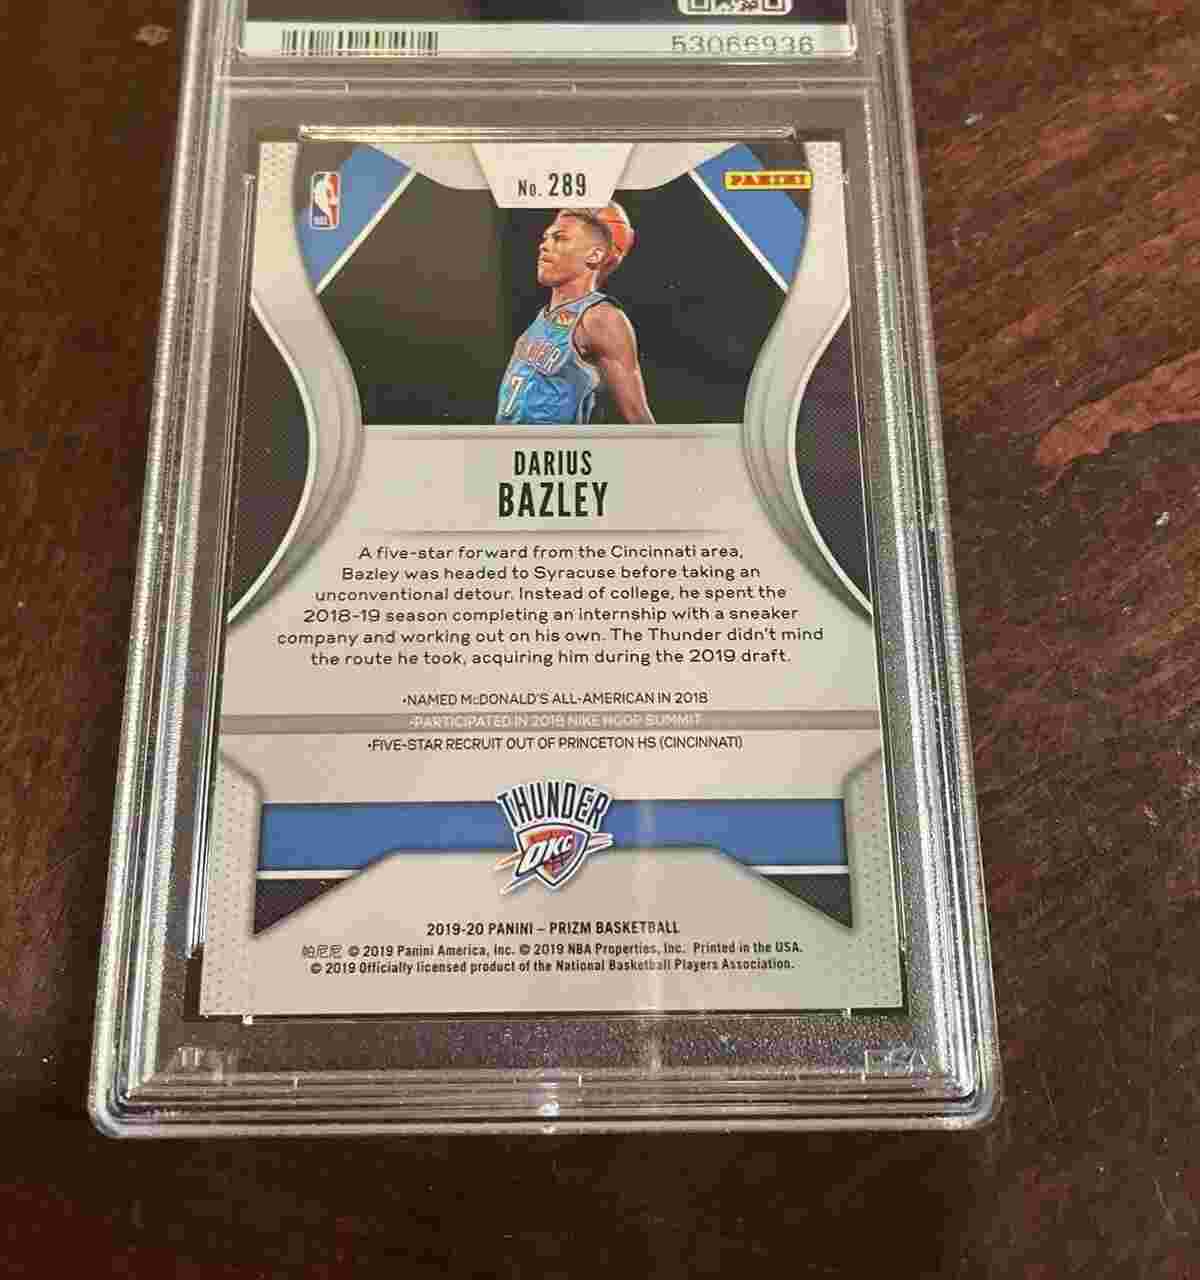 53066936
No. 289
PANINI
THUNDER
7
DARIUS
BAZLEY
A five-star forward from the Cincinnati area,
Bazley was headed to Syracuse before taking an
unconventional detour. Instead of college, he spent the
2018-19 season completing an internship with a sneaker
company and working out on his own. The Thunder didn't mind
the route he took, acquiring him during the 2019 draft.
•NAMED McDONALD'S ALL-AMERICAN IN 2018
•PARTICIPATED IN 2018 NIKE HOOP SUMMIT
•FIVE-STAR RECRUIT OUT OF PRINCETON HS (CINCINNATI)
THUNDER
OKC
2019-20 PANINI – PRIZM BASKETBALL
帕尼尼 © 2019 Panini America, Inc. © 2019 NBA Properties, Inc. Printed in the USA.
© 2019 Officially licensed product of the National Basketball Players Association.